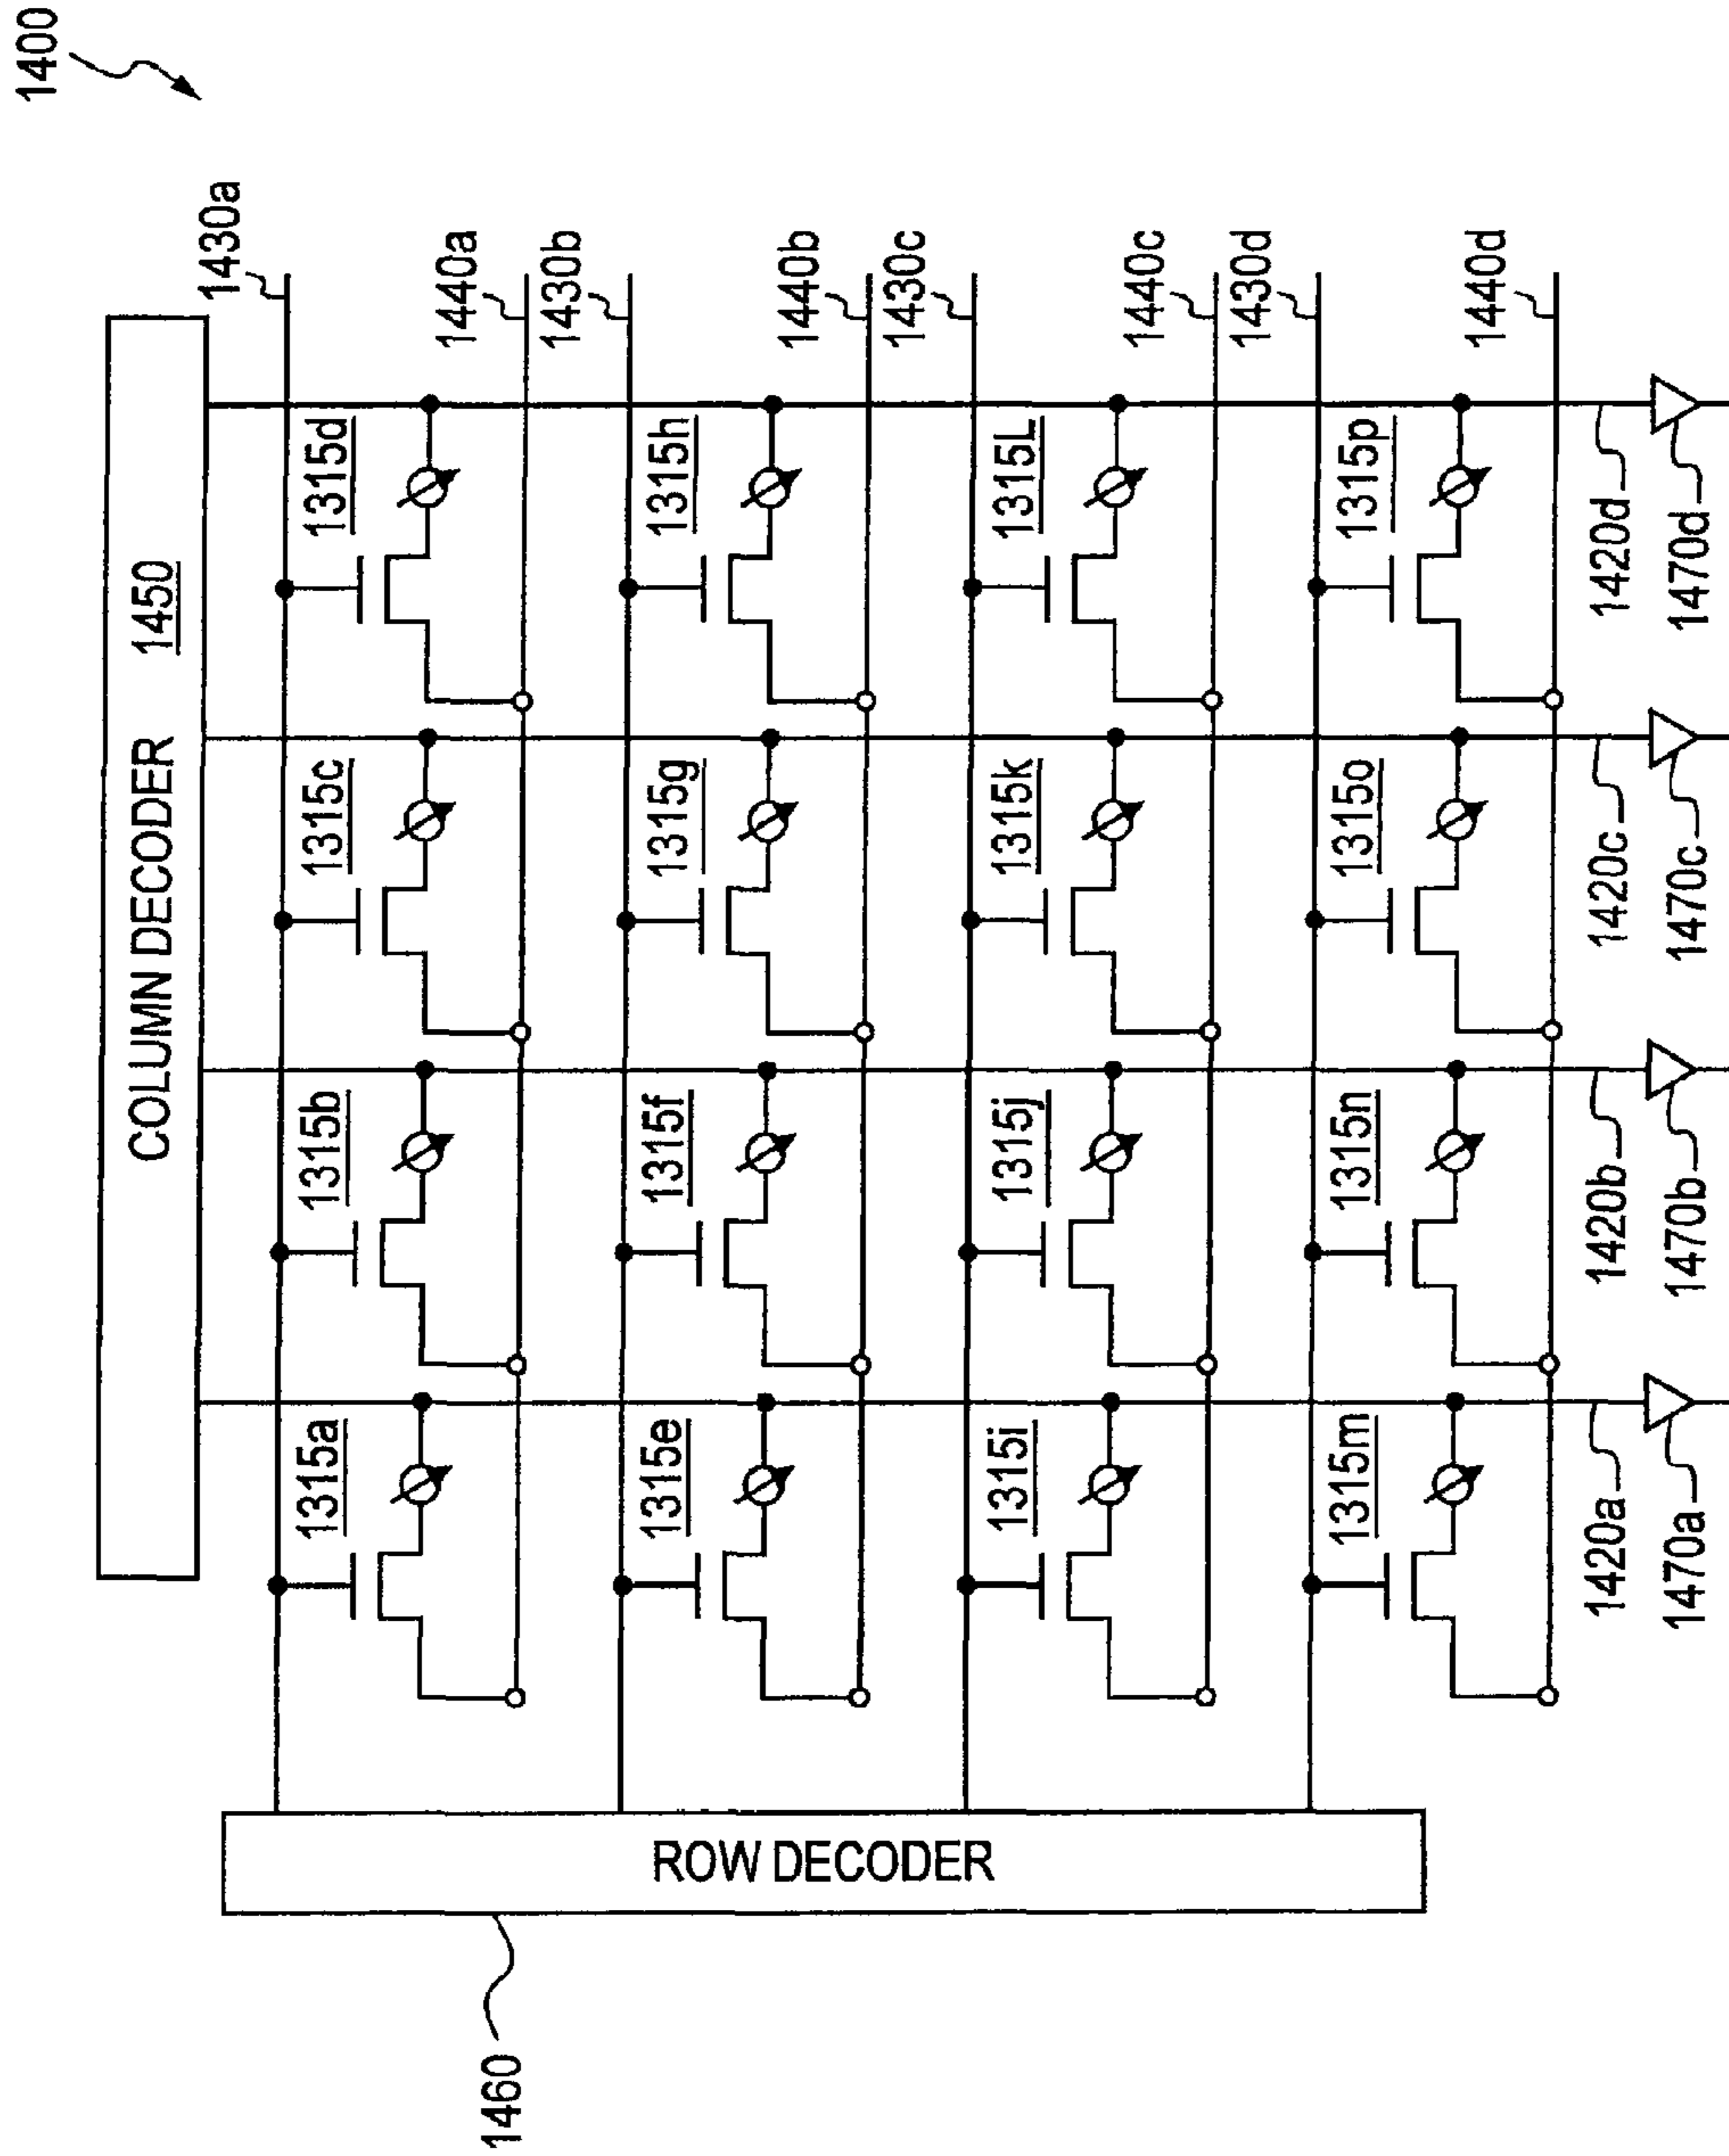 1400
COLUMN DECODER 1450
1430a
1315a 1315b 1315c 1315d
1440a
1430b
1315e 1315f 1315g 1315h
1440b
1430c
1315i 1315j 1315k 1315L
1440c
1430d
1315m 1315n 1315o 1315p
1440d
ROW DECODER
1460
1420a 1420b 1420c 1420d
1470a 1470b 1470c 1470d